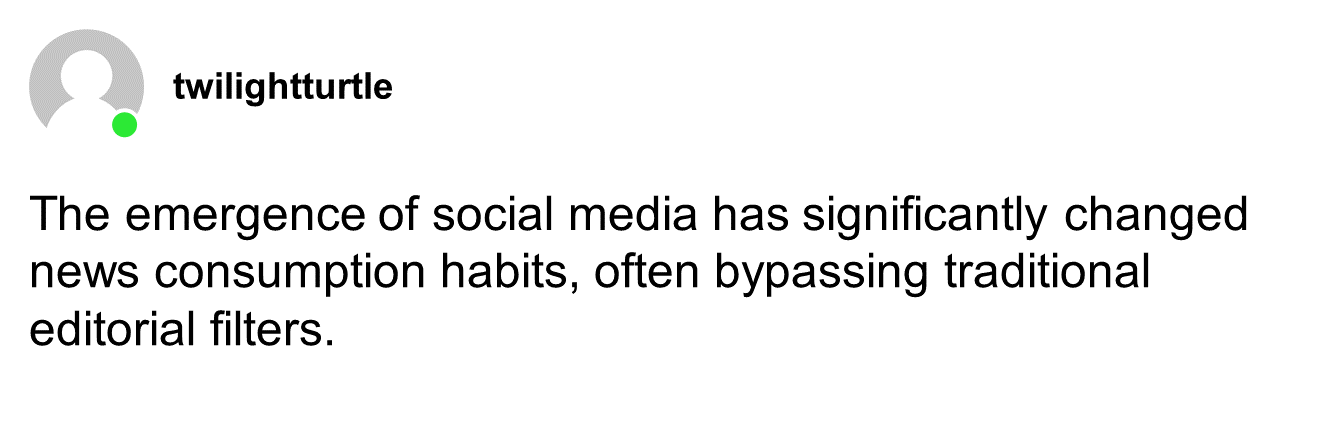 twilightturtle
The emergence of social media has significantly changed
news consumption habits, often bypassing traditional
editorial filters.